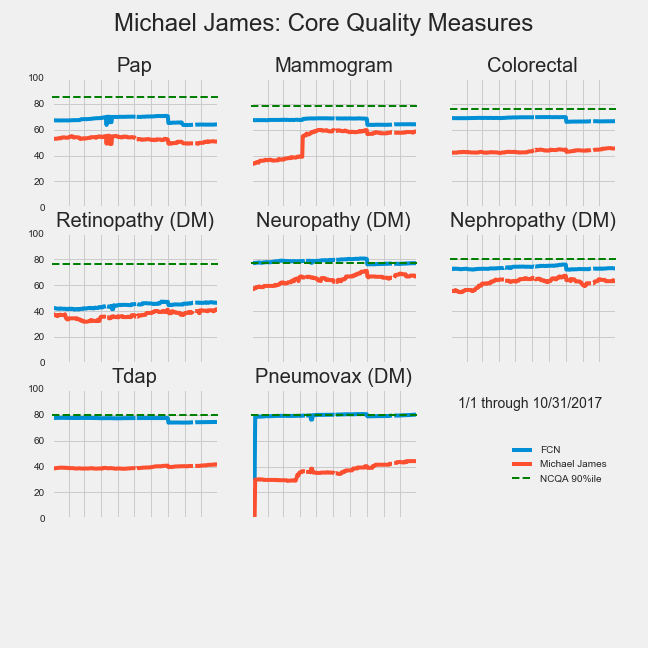 Michael James: Core Quality Measures
Pap
Mammogram
Colorectal
100
80
60
40
20
0
Retinopathy (DM)
Neuropathy (DM)
Nephropathy (DM)
100
80
60
40
20
0
Tdap
Pneumovax (DM)
100
80
60
40
20
0
1/1 through 10/31/2017
FCN
Michael James
NCQA 90%ile